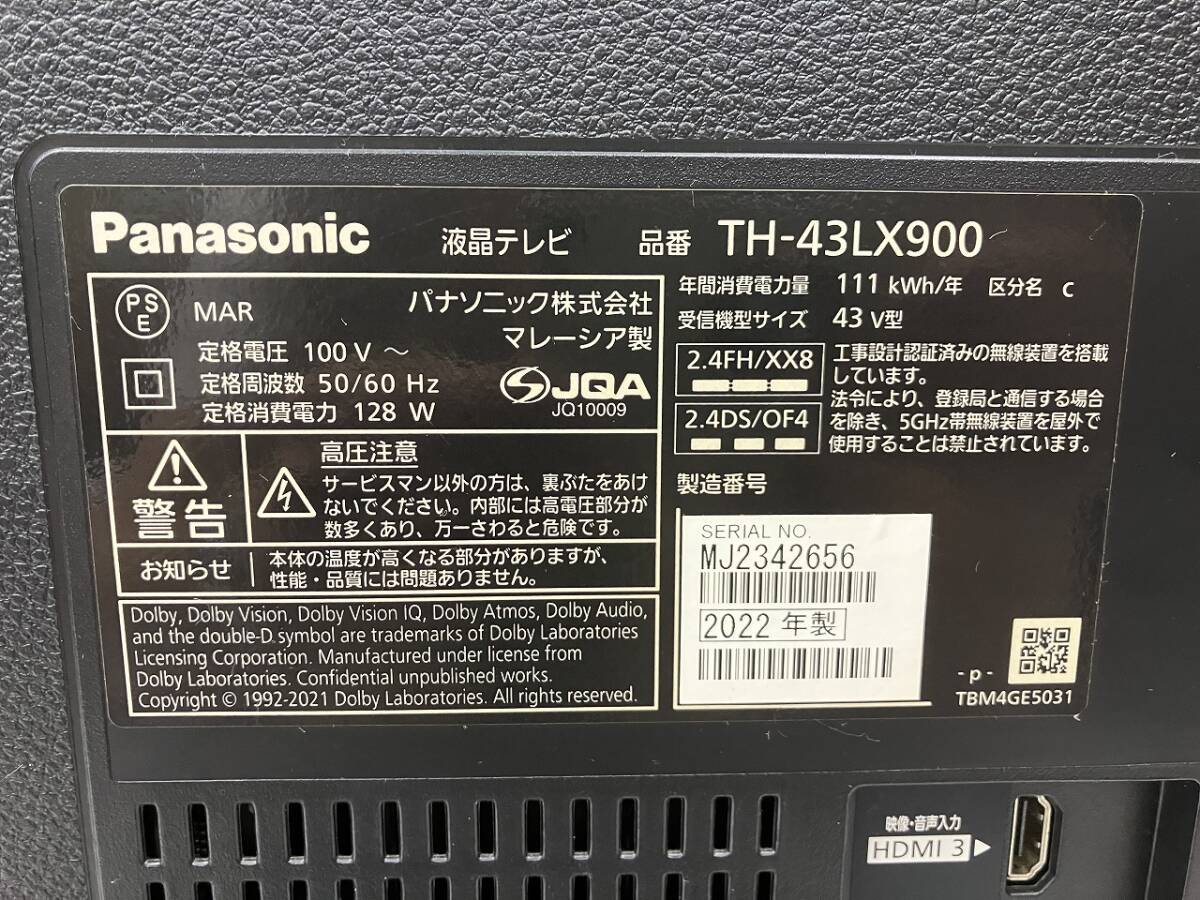 Panasonic 液晶テレビ 品番 TH-43LX900
PSE MAR パナソニック株式会社
マレーシア製
定格電圧 100 V ～
定格周波数 50/60 Hz
定格消費電力 128 W
JQA
JQ10009
警告
高圧注意
サービスマン以外の方は、裏ぶたをあけ
ないでください。内部には高電圧部分が
数多くあり、万一さわると危険です。
お知らせ
本体の温度が高くなる部分がありますが、
性能・品質には問題ありません。
Dolby, Dolby Vision, Dolby Vision IQ, Dolby Atmos, Dolby Audio,
and the double-D symbol are trademarks of Dolby Laboratories
Licensing Corporation. Manufactured under license from
Dolby Laboratories. Confidential unpublished works.
Copyright © 1992-2021 Dolby Laboratories. All rights reserved.
年間消費電力量 111 kWh/年 区分名 c
受信機型サイズ 43 V型
2.4FH/XX8
2.4DS/OF4
工事設計認証済みの無線装置を搭載
しています。
法令により、登録局と通信する場合
を除き、5GHz帯無線装置を屋外で
使用することは禁止されています。
製造番号
SERIAL NO.
MJ2342656
2022 年製
- p -
TBM4GE5031
映像・音声入力
HDMI 3